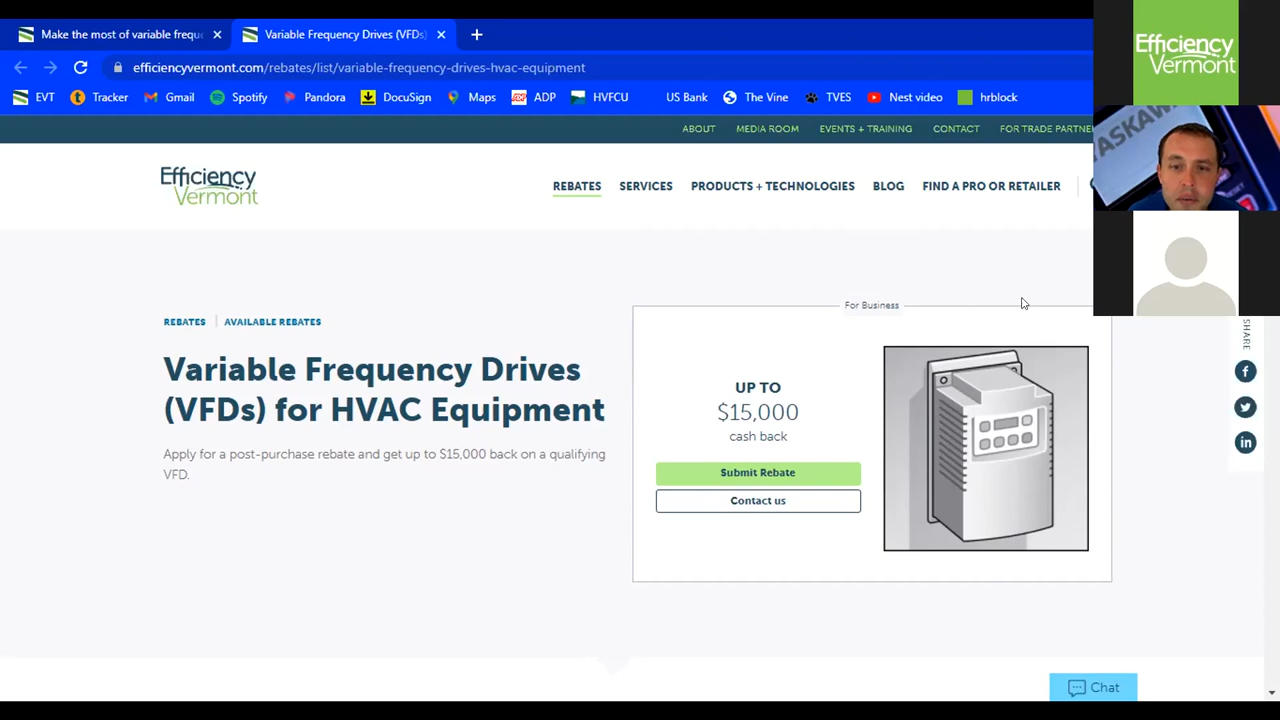 Make the most of variable frequ
Variable Frequency Drives (VFDs)
efficiencyvermont.com/rebates/list/variable-frequency-drives-hvac-equipment
EVT
Tracker
Gmail
Spotify
Pandora
DocuSign
Maps
ADP
HVFCU
US Bank
The Vine
TVES
Nest video
hrblock
Efficiency
Vermont
ABOUT
MEDIA ROOM
EVENTS + TRAINING
CONTACT
FOR TRADE PARTNE
Efficiency
Vermont
REBATES
SERVICES
PRODUCTS + TECHNOLOGIES
BLOG
FIND A PRO OR RETAILER
TASKAWA
For Business
REBATES
AVAILABLE REBATES
SHARE
Variable Frequency Drives
(VFDs) for HVAC Equipment
Apply for a post-purchase rebate and get up to $15,000 back on a qualifying
VFD.
UP TO
$15,000
cash back
Submit Rebate
Contact us
Chat